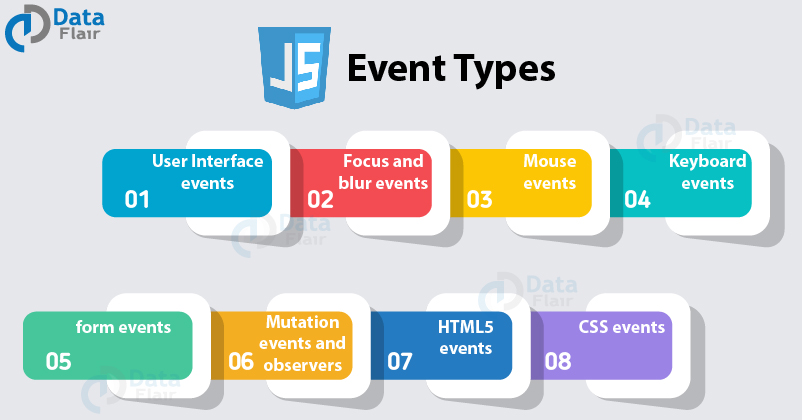 Data
Flair
JS
Event Types
User Interface
events
01
Focus and
blur events
02
Mouse
events
03
Keyboard
events
04
form events
05
Mutation
events and
observers
06
HTML5
events
07
CSS events
08
Data
Flair
Data
Flair
Data
Flair
Data
Flair